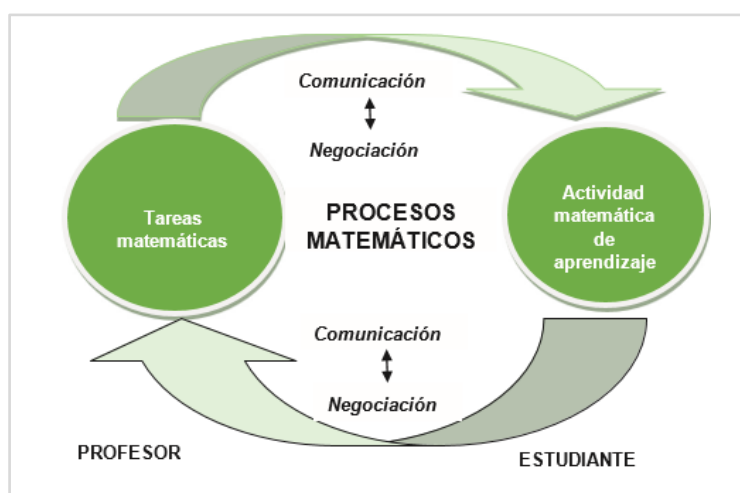 Comunicación
Negociación
Tareas
matemáticas
PROCESOS
MATEMÁTICOS
Actividad
matemática
de
aprendizaje
Comunicación
Negociación
PROFESOR
ESTUDIANTE